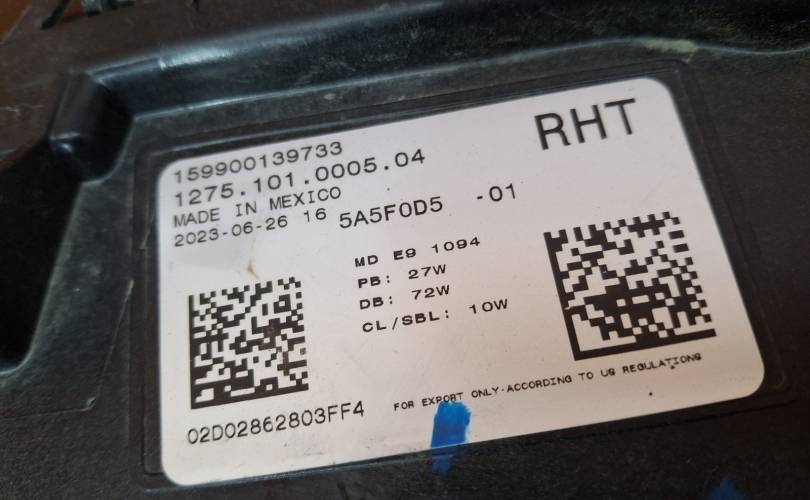 RHT
159900139733
1275.101.0005.04
MADE IN MEXICO
2023-06-26 16 5A5F0D5 -01
MD E9 1094
PB: 27W
DB: 72W
CL/SBL: 10W
02D02862803FF4
FOR EXPORT ONLY-ACCORDING TO US REGULATIONS